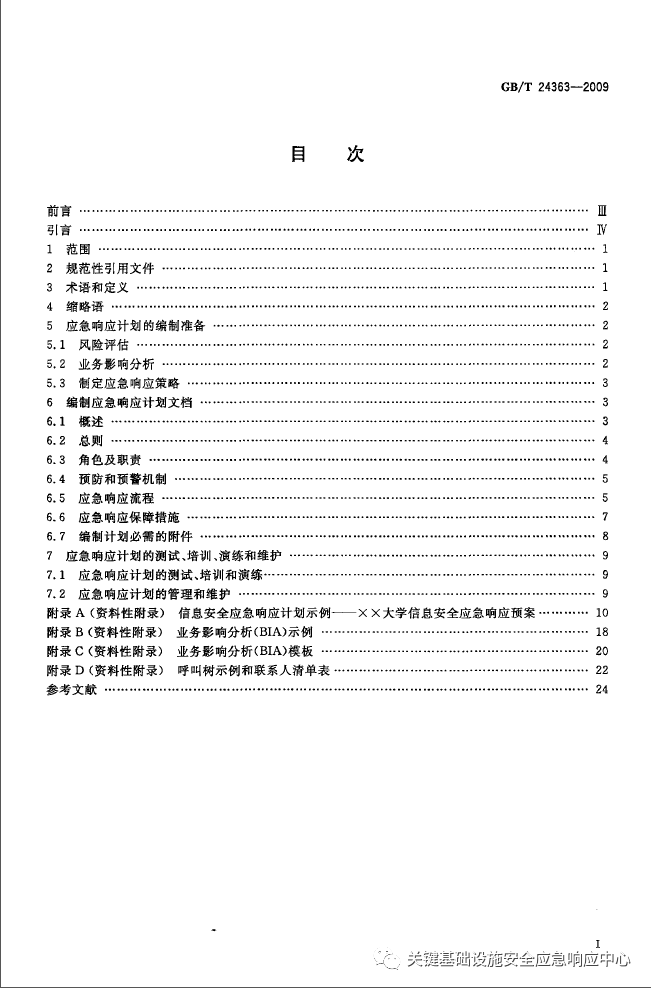 GB/T 24363—2009
目 次
前言 …… Ⅲ
引言 …… Ⅳ
1 范围 …… 1
2 规范性引用文件 …… 1
3 术语和定义 …… 1
4 缩略语 …… 2
5 应急响应计划的编制准备 …… 2
5.1 风险评估 …… 2
5.2 业务影响分析 …… 2
5.3 制定应急响应策略 …… 3
6 编制应急响应计划文档 …… 3
6.1 概述 …… 3
6.2 总则 …… 4
6.3 角色及职责 …… 4
6.4 预防和预警机制 …… 5
6.5 应急响应流程 …… 5
6.6 应急响应保障措施 …… 7
6.7 编制计划必需的附件 …… 8
7 应急响应计划的测试、培训、演练和维护 …… 9
7.1 应急响应计划的测试、培训和演练 …… 9
7.2 应急响应计划的管理和维护 …… 9
附录 A（资料性附录） 信息安全应急响应计划示例——××大学信息安全应急响应预案 …… 10
附录 B（资料性附录） 业务影响分析(BIA)示例 …… 18
附录 C（资料性附录） 业务影响分析(BIA)模板 …… 20
附录 D（资料性附录） 呼叫树示例和联系人清单表 …… 22
参考文献 …… 24
Ⅰ
关键基础设施安全应急响应中心